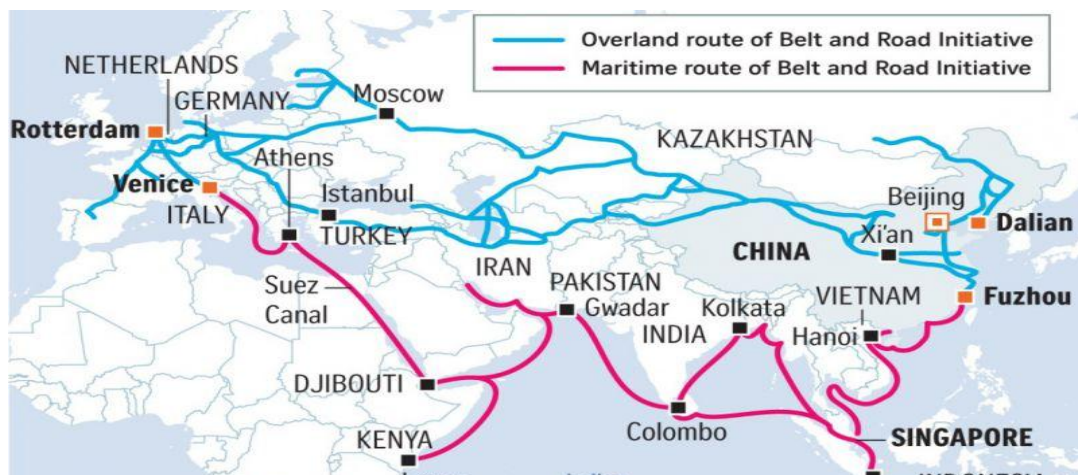 Overland route of Belt and Road Initiative
Maritime route of Belt and Road Initiative
NETHERLANDS
GERMANY
Moscow
Rotterdam
KAZAKHSTAN
Athens
Venice
Istanbul
Beijing
ITALY
TURKEY
Xi'an
Dalian
CHINA
IRAN
Suez
Canal
PAKISTAN
Gwadar
Kolkata
VIETNAM
Fuzhou
INDIA
Hanoi
DJIBOUTI
Colombo
SINGAPORE
KENYA